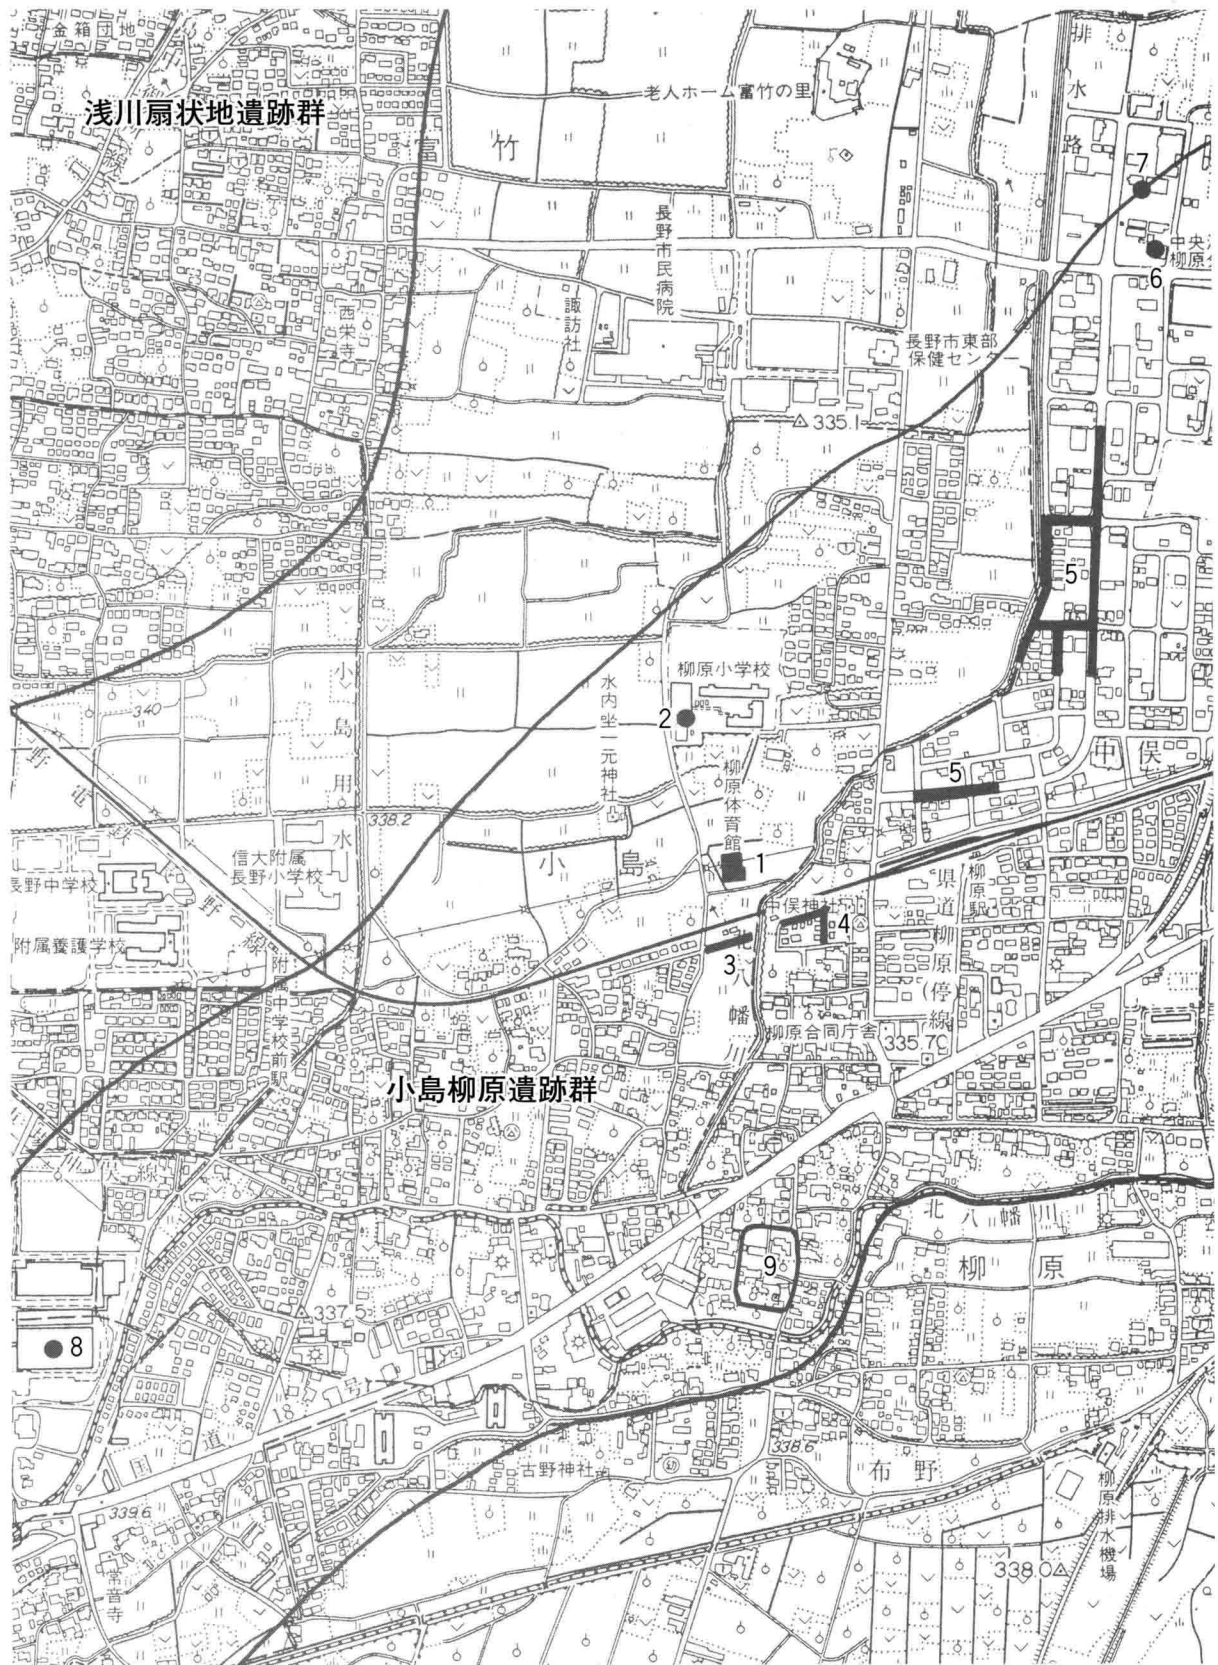 金箱団地
浅川扇状地遺跡群
富竹
老人ホーム富竹の里
排水路
7
6
中央
柳原
長野市民病院
諏訪社
西栄寺
長野市東部
保健センター
335.1
5
小島用水
340
柳原小学校
2
水内坐一元神社
柳原体育館
中俣
5
338.2
小島
1
信大附属
長野小学校
長野中学校
附属養護学校
長野電鉄長野線
附属中学校前駅
中俣神社
4
3
北八幡川
県道柳原(停)線
柳原駅
柳原合同庁舎
335.7
小島柳原遺跡群
北八幡川
柳原
9
337.5
8
国道18
古野神社
338.6
布野
339.6
常音寺
柳原排水機場
338.0